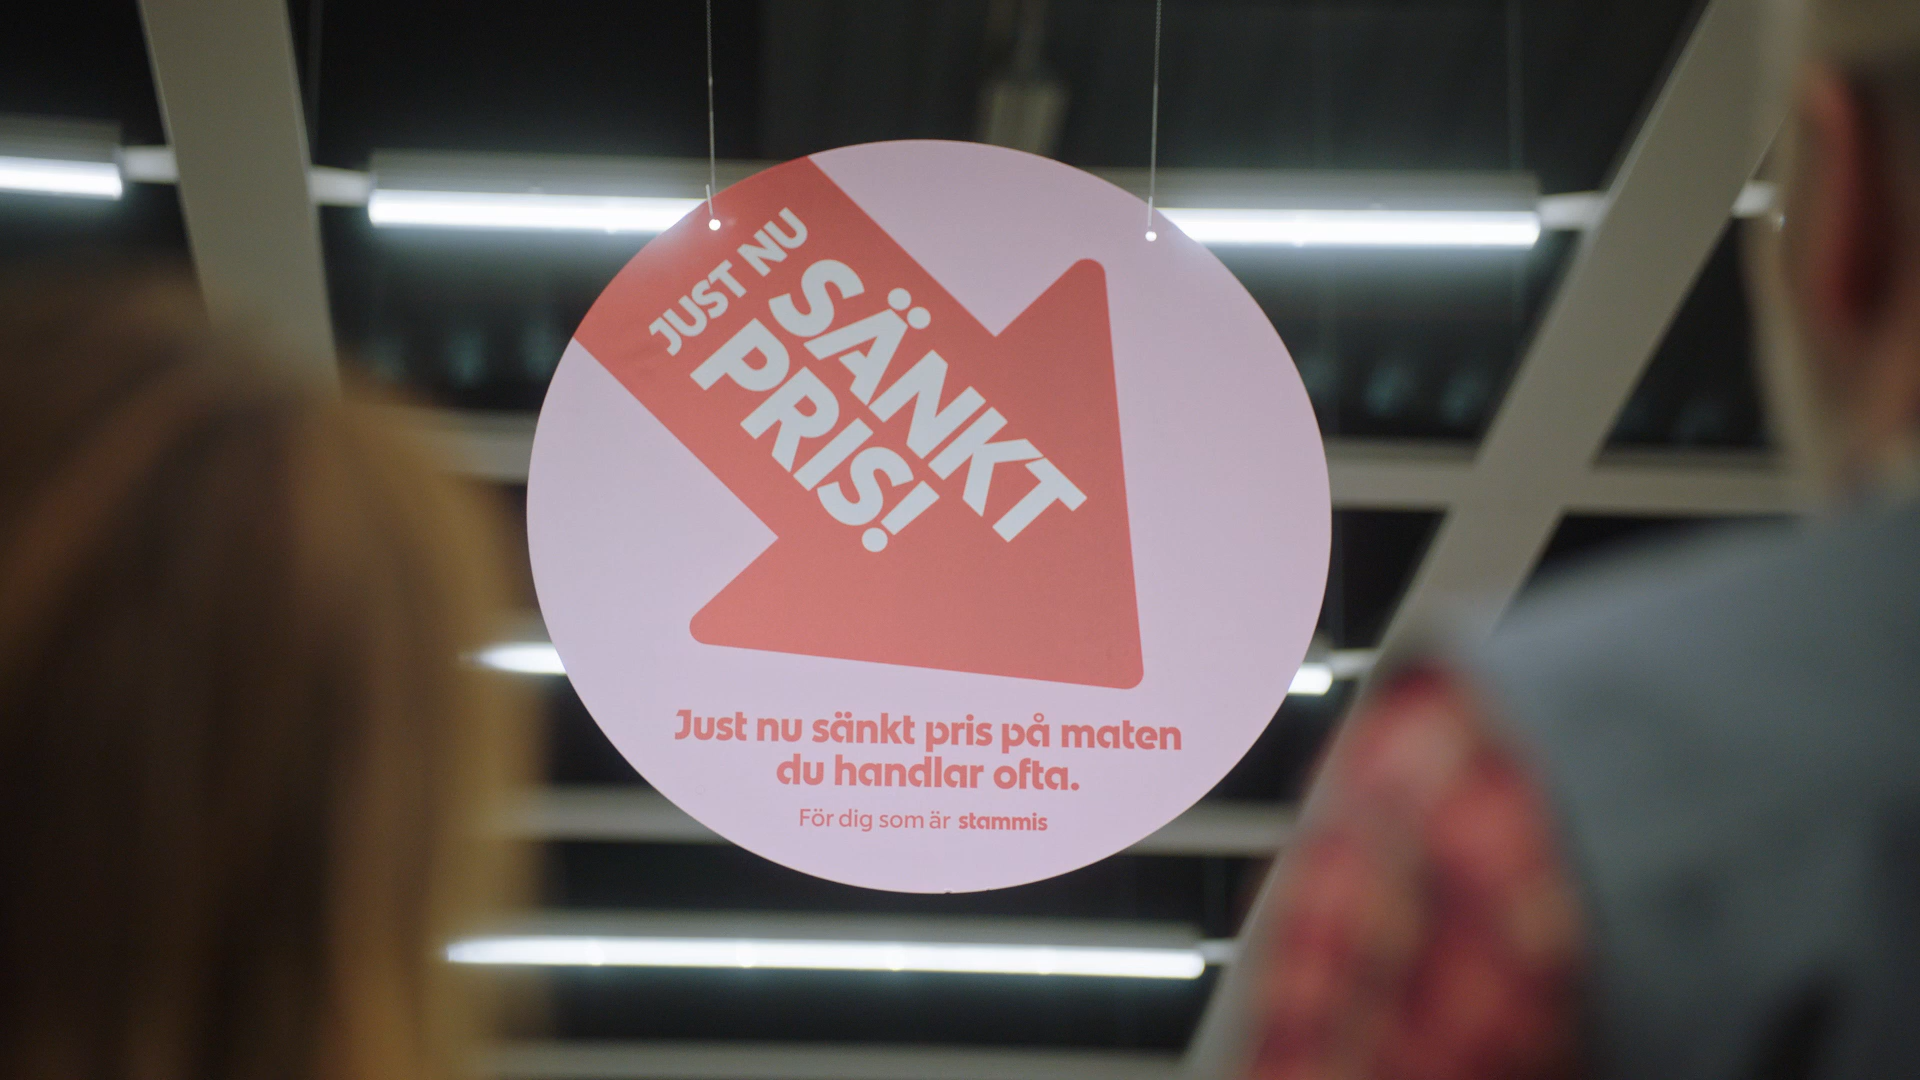 JUST NU
SÄNKT
PRIS!
Just nu sänkt pris på maten
du handlar ofta.
För dig som är stammis